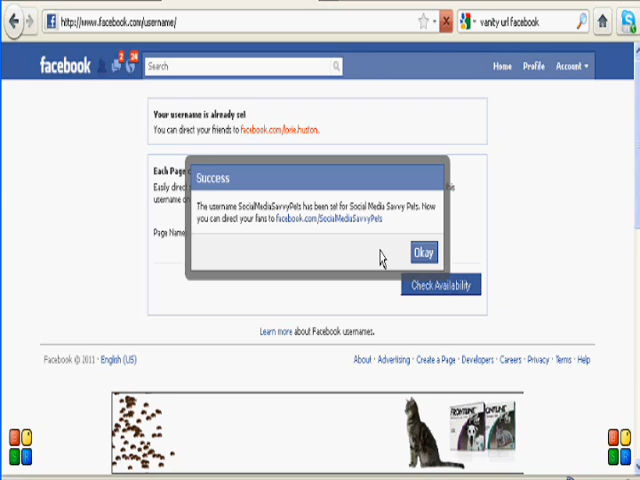 http://www.facebook.com/username/
vanity url facebook
facebook
2
Search
Home Profile Account
Your username is already set
You can direct your friends to facebook.com/lorie.huston.
Each Page
Easily direct
this
username on
Page Name
Success
The username SocialMediaSavvyPets has been set for Social Media Savvy Pets. Now
you can direct your fans to facebook.com/SocialMediaSavvyPets
Okay
Check Availability
Learn more about Facebook usernames.
Facebook © 2011 · English (US)
About · Advertising · Create a Page · Developers · Careers · Privacy · Terms · Help
FRONTLINE